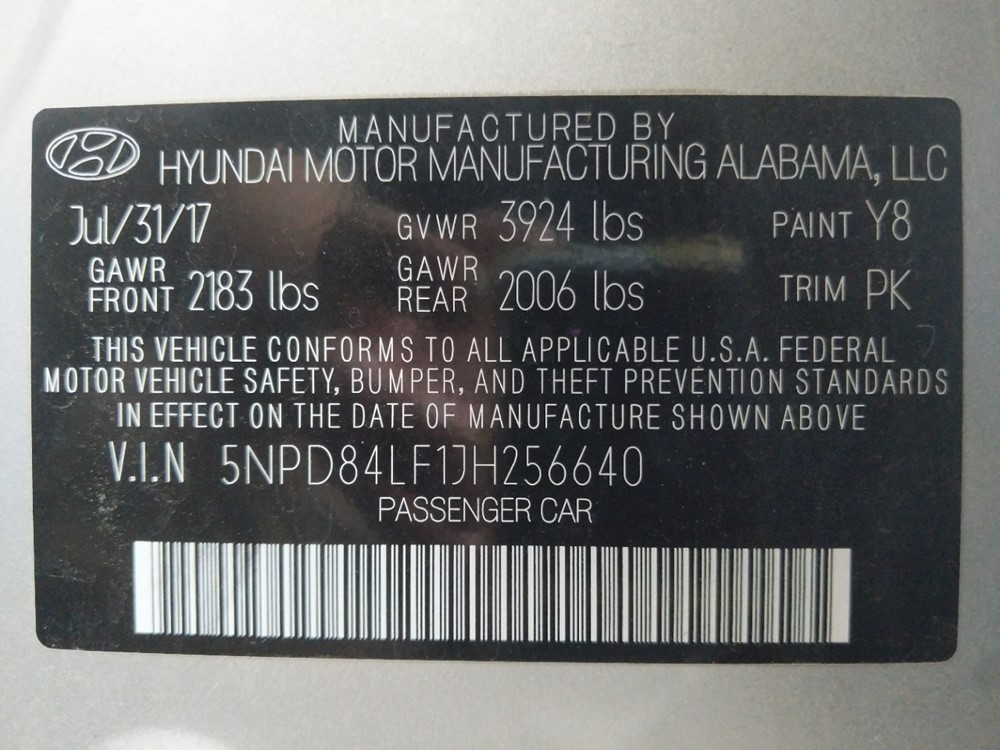 MANUFACTURED BY
HYUNDAI MOTOR MANUFACTURING ALABAMA, LLC
Jul/31/17 GVWR 3924 lbs PAINT Y8
GAWR FRONT 2183 lbs GAWR REAR 2006 lbs TRIM PK
THIS VEHICLE CONFORMS TO ALL APPLICABLE U.S.A. FEDERAL
MOTOR VEHICLE SAFETY, BUMPER, AND THEFT PREVENTION STANDARDS
IN EFFECT ON THE DATE OF MANUFACTURE SHOWN ABOVE
V.I.N 5NPD84LF1JH256640
PASSENGER CAR